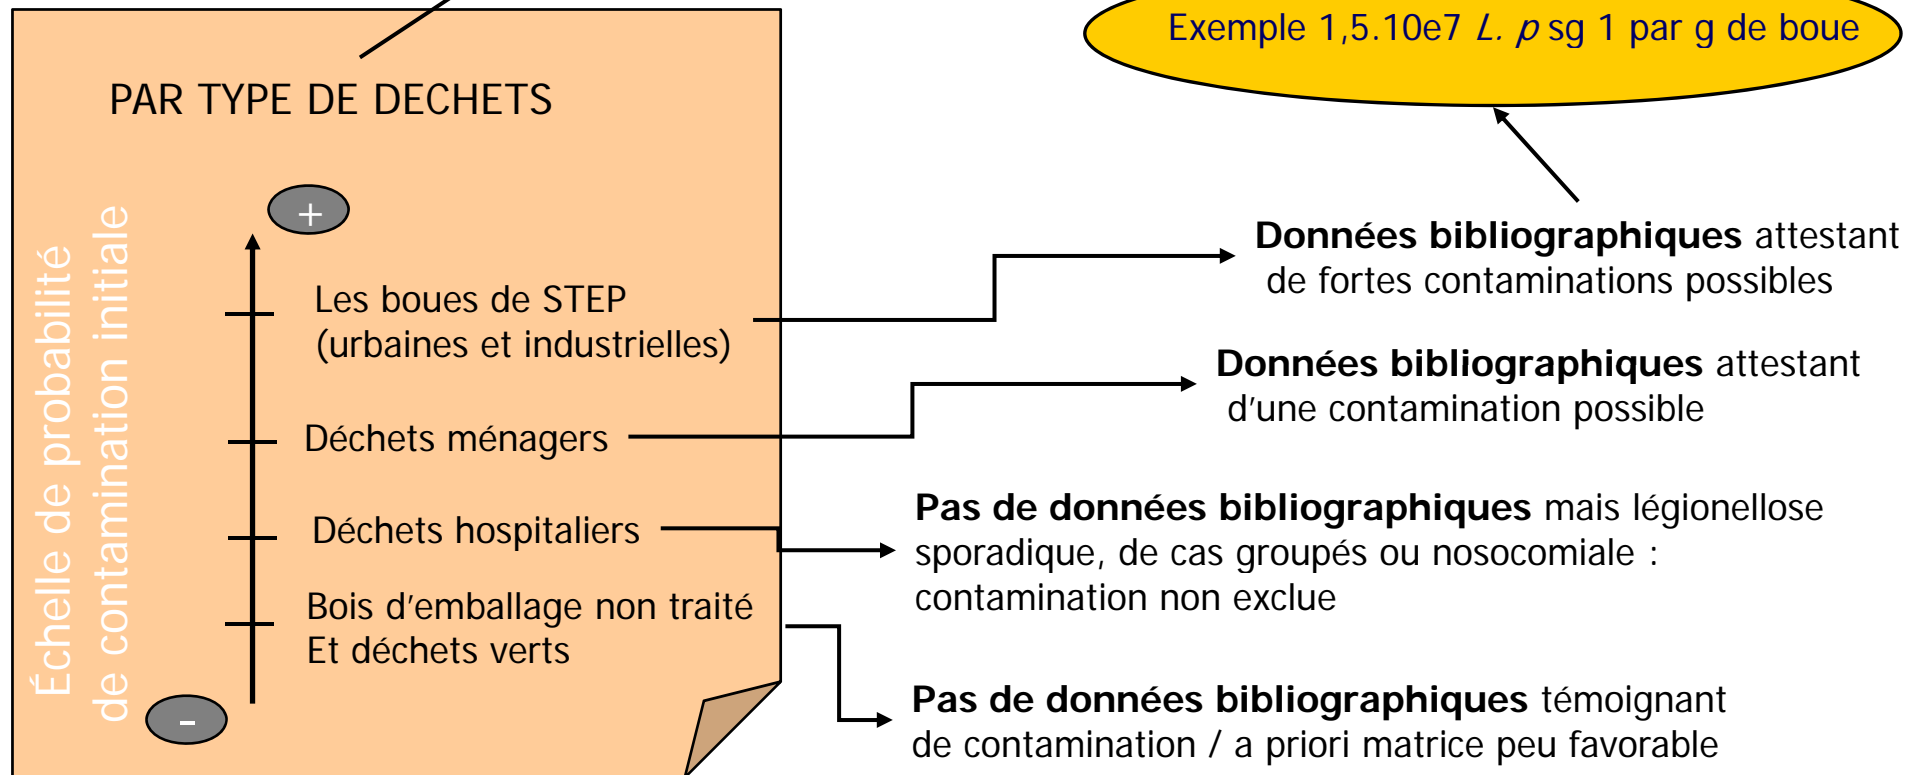 Exemple 1,5.10e7 L. p sg 1 par g de boue
PAR TYPE DE DECHETS
Échelle de probabilité
de contamination initiale
+
Les boues de STEP
(urbaines et industrielles)
Déchets ménagers
Déchets hospitaliers
Bois d'emballage non traité
Et déchets verts
-
Données bibliographiques attestant
de fortes contaminations possibles
Données bibliographiques attestant
d'une contamination possible
Pas de données bibliographiques mais légionellose
sporadique, de cas groupés ou nosocomiale :
contamination non exclue
Pas de données bibliographiques témoignant
de contamination / a priori matrice peu favorable